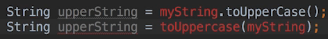 String upperString = myString.toUpperCase();
String upperString = toUppercase(myString);